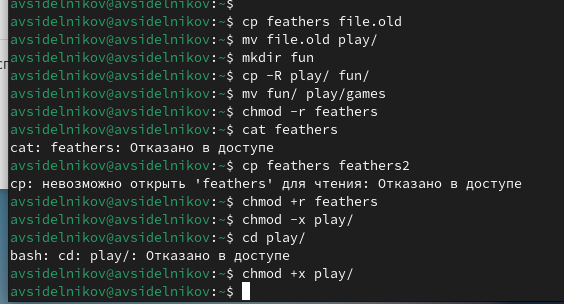 avsidelnikov@avsidelnikov:~$
avsidelnikov@avsidelnikov:~$ cp feathers file.old
avsidelnikov@avsidelnikov:~$ mv file.old play/
avsidelnikov@avsidelnikov:~$ mkdir fun
avsidelnikov@avsidelnikov:~$ cp -R play/ fun/
avsidelnikov@avsidelnikov:~$ mv fun/ play/games
avsidelnikov@avsidelnikov:~$ chmod -r feathers
avsidelnikov@avsidelnikov:~$ cat feathers
cat: feathers: Отказано в доступе
avsidelnikov@avsidelnikov:~$ cp feathers feathers2
cp: невозможно открыть 'feathers' для чтения: Отказано в доступе
avsidelnikov@avsidelnikov:~$ chmod +r feathers
avsidelnikov@avsidelnikov:~$ chmod -x play/
avsidelnikov@avsidelnikov:~$ cd play/
bash: cd: play/: Отказано в доступе
avsidelnikov@avsidelnikov:~$ chmod +x play/
avsidelnikov@avsidelnikov:~$